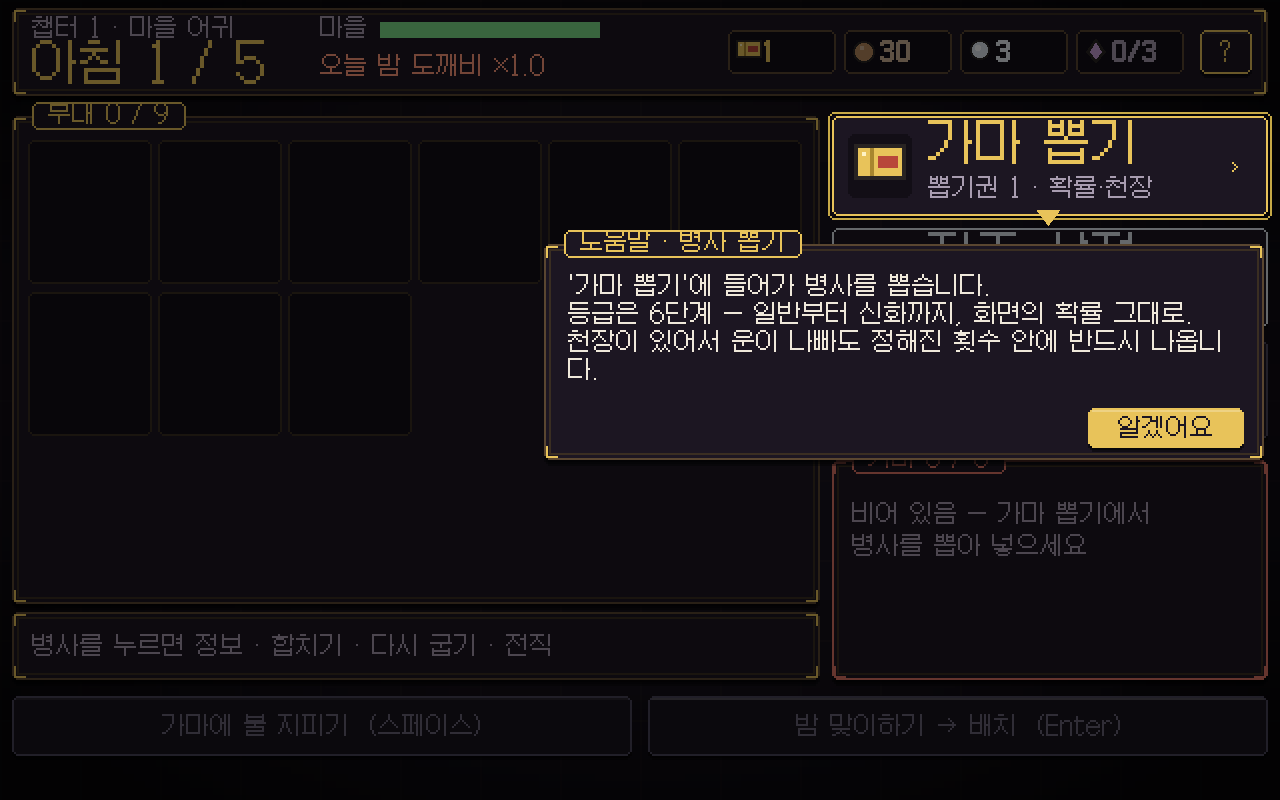 챕터 1 · 마을 어귀
아침 1 / 5
마을
오늘 밤 도깨비 ×1.0
1
30
3
0/3
?
부대 0 / 9
가마 뽑기
뽑기권 1 · 확률·천장
›
도움말 · 병사 뽑기
'가마 뽑기'에 들어가 병사를 뽑습니다.
등급은 6단계 — 일반부터 신화까지, 화면의 확률 그대로.
천장이 있어서 운이 나빠도 정해진 횟수 안에 반드시 나옵니
다.
알겠어요
비어 있음 — 가마 뽑기에서
병사를 뽑아 넣으세요
병사를 누르면 정보 · 합치기 · 다시 굽기 · 전직
가마에 불 지피기 (스페이스)
밤 맞이하기 → 배치 (Enter)